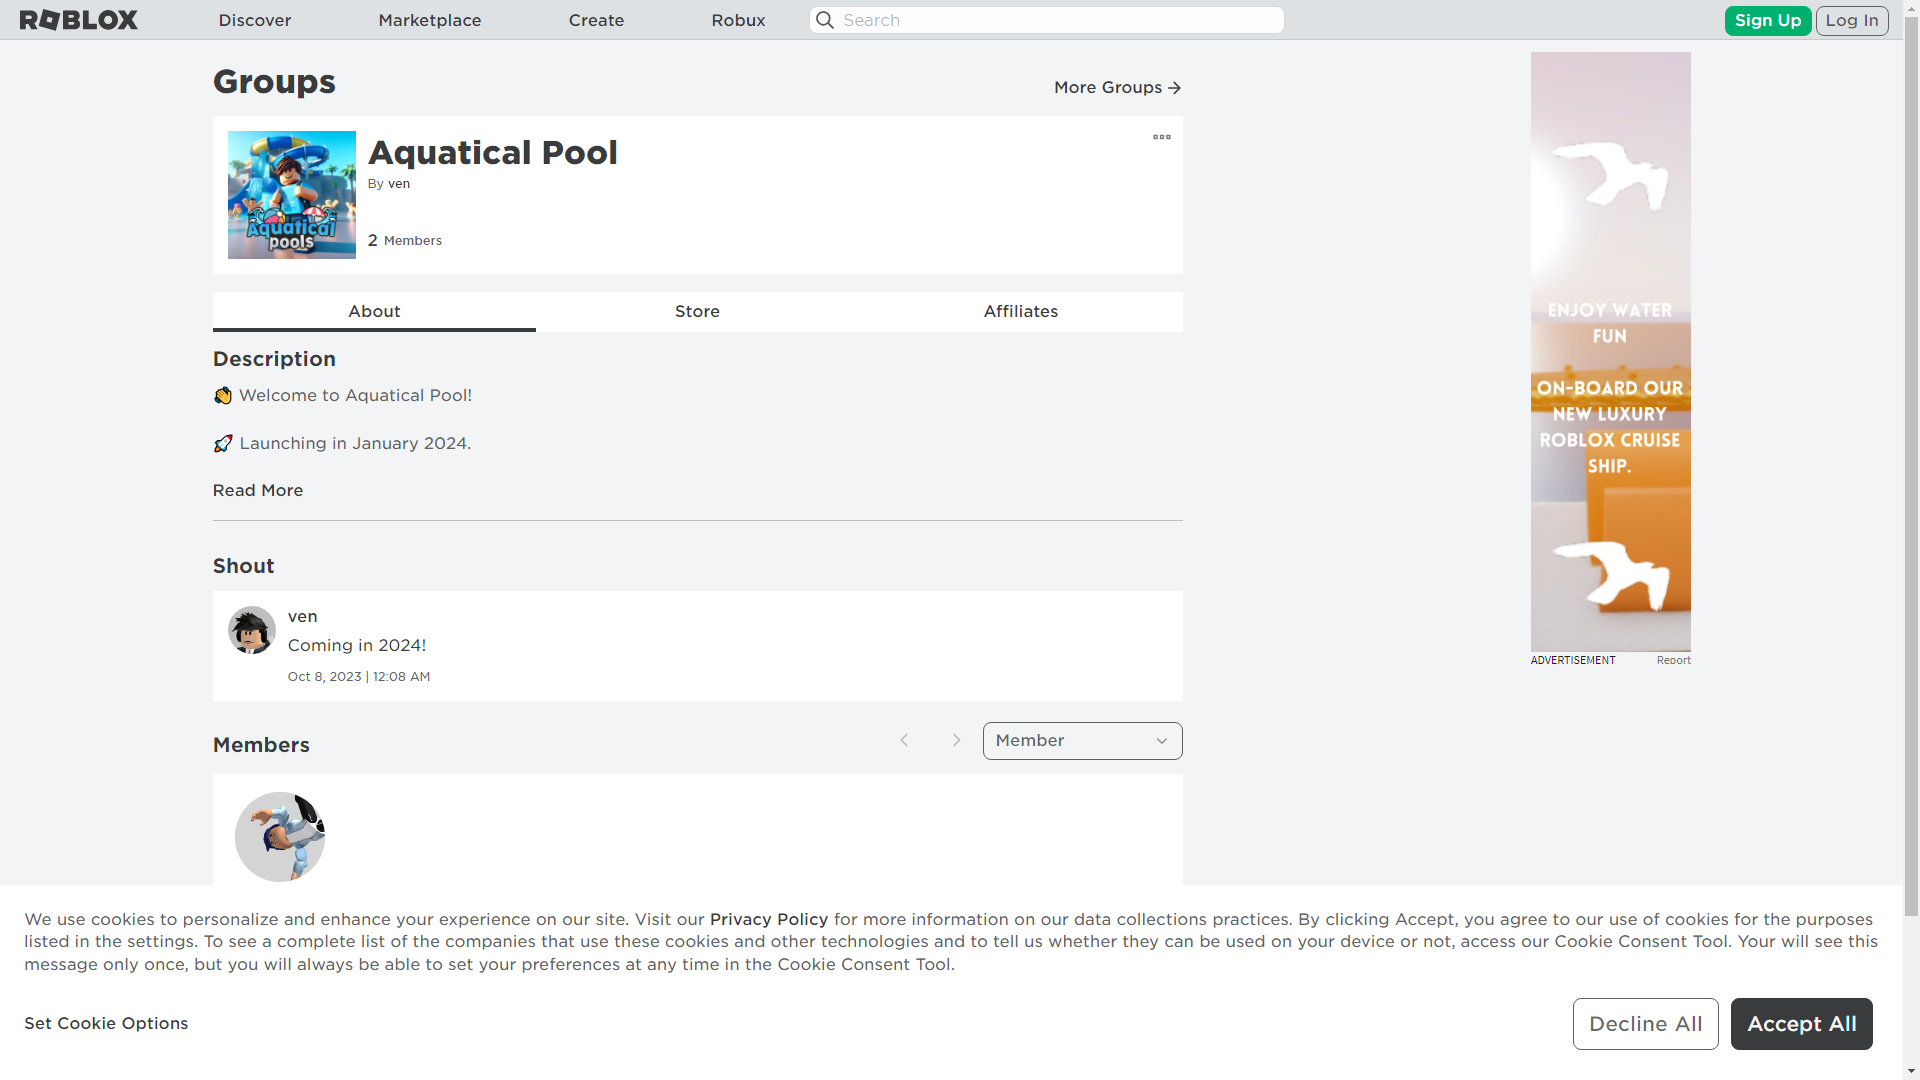 ROBLOX
Discover
Marketplace
Create
Robux
Search
Sign Up
Log In
Groups
More Groups
Aquatical Pool
By ven
2 Members
Aquatical
pools
About
Store
Affiliates
Description
👏 Welcome to Aquatical Pool!
🚀 Launching in January 2024.
Read More
Shout
ven
Coming in 2024!
Oct 8, 2023 | 12:08 AM
Members
Member
ENJOY WATER
FUN
ON-BOARD OUR
NEW LUXURY
ROBLOX CRUISE
SHIP.
ADVERTISEMENT
Report
We use cookies to personalize and enhance your experience on our site. Visit our Privacy Policy for more information on our data collections practices. By clicking Accept, you agree to our use of cookies for the purposes
listed in the settings. To see a complete list of the companies that use these cookies and other technologies and to tell us whether they can be used on your device or not, access our Cookie Consent Tool. Your will see this
message only once, but you will always be able to set your preferences at any time in the Cookie Consent Tool.
Set Cookie Options
Decline All
Accept All